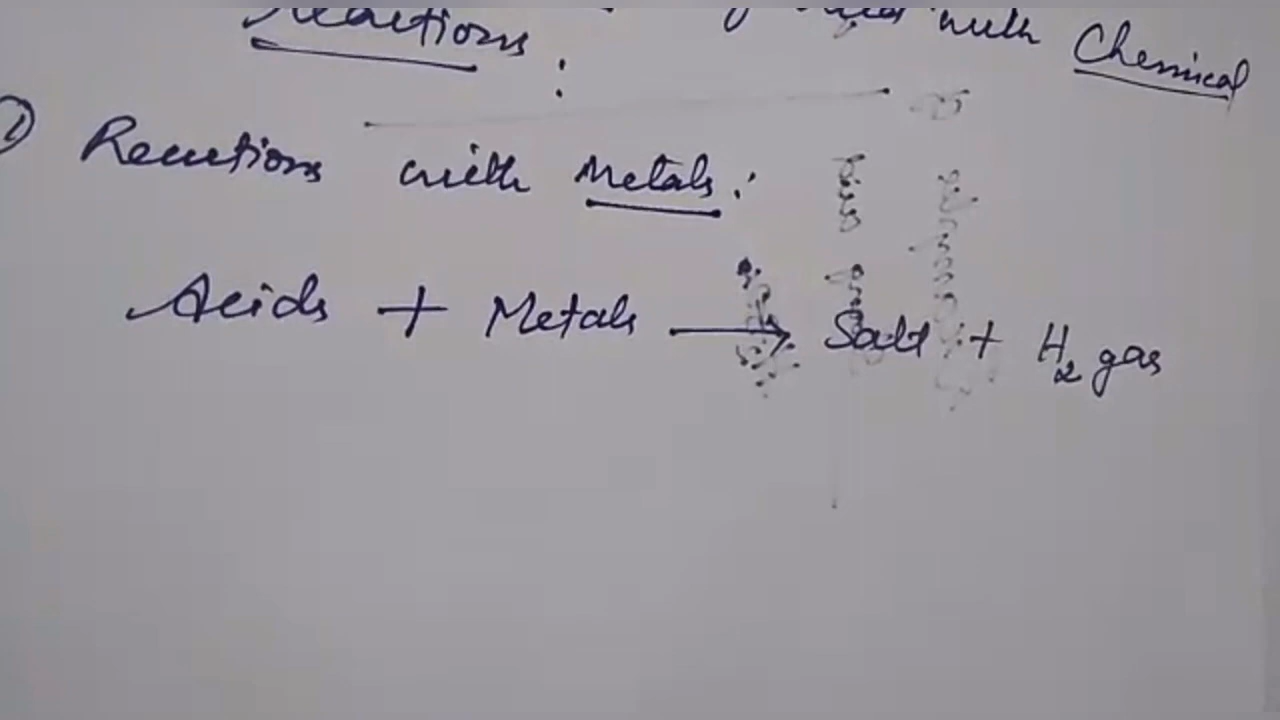 Reactions : with Chemical
1) Reactions with Metals :
Acids + Metals → Salt + H₂ gas